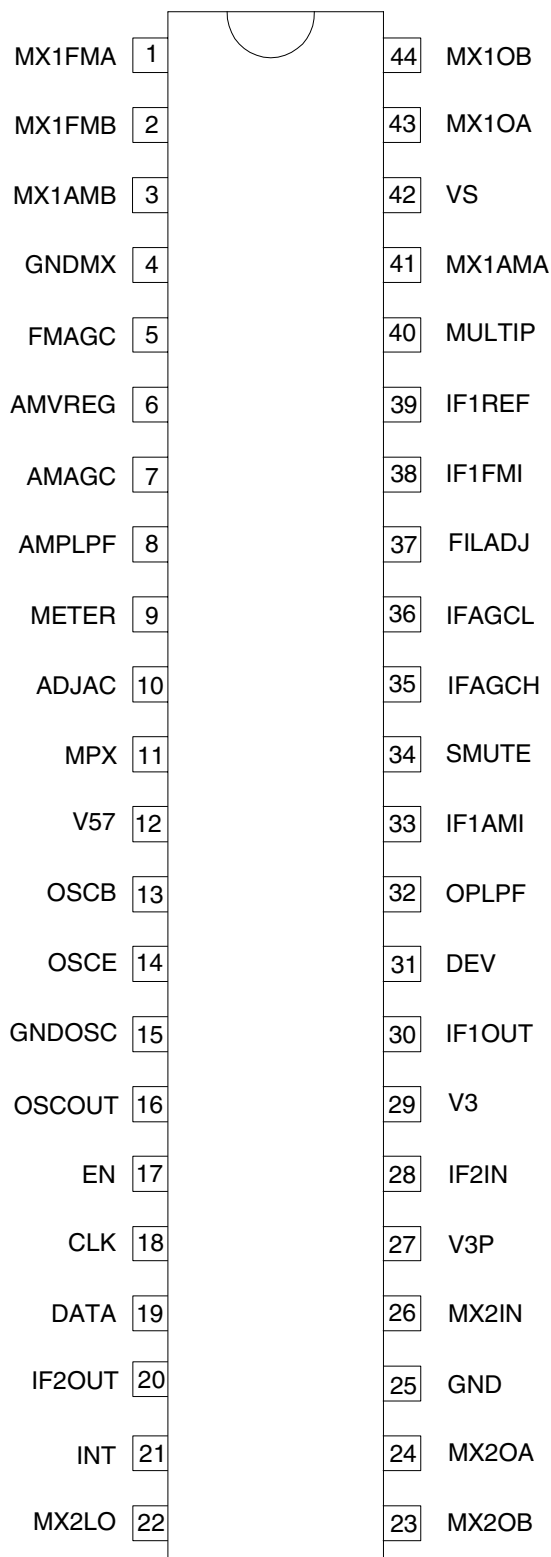 MX1FMA 1 44 MX1OB
MX1FMB 2 43 MX1OA
MX1AMB 3 42 VS
GNDMX 4 41 MX1AMA
FMAGC 5 40 MULTIP
AMVREG 6 39 IF1REF
AMAGC 7 38 IF1FMI
AMPLPF 8 37 FILADJ
METER 9 36 IFAGCL
ADJAC 10 35 IFAGCH
MPX 11 34 SMUTE
V57 12 33 IF1AMI
OSCB 13 32 OPLPF
OSCE 14 31 DEV
GNDOSC 15 30 IF1OUT
OSCOUT 16 29 V3
EN 17 28 IF2IN
CLK 18 27 V3P
DATA 19 26 MX2IN
IF2OUT 20 25 GND
INT 21 24 MX2OA
MX2LO 22 23 MX2OB